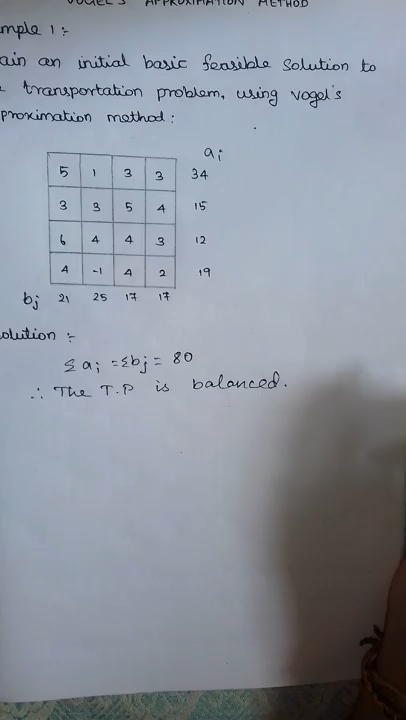 VOGEL'S APPROXIMATION METHOD
mple 1:-
ain an initial basic feasible solution to
transportation problem, using vogel's
proximation method:
ai
5 1 3 3 34
3 3 5 4 15
6 4 4 3 12
4 -1 4 2 19
bj 21 25 17 17
olution :-
Σai = Σbj = 80
∴ The T.P is balanced.